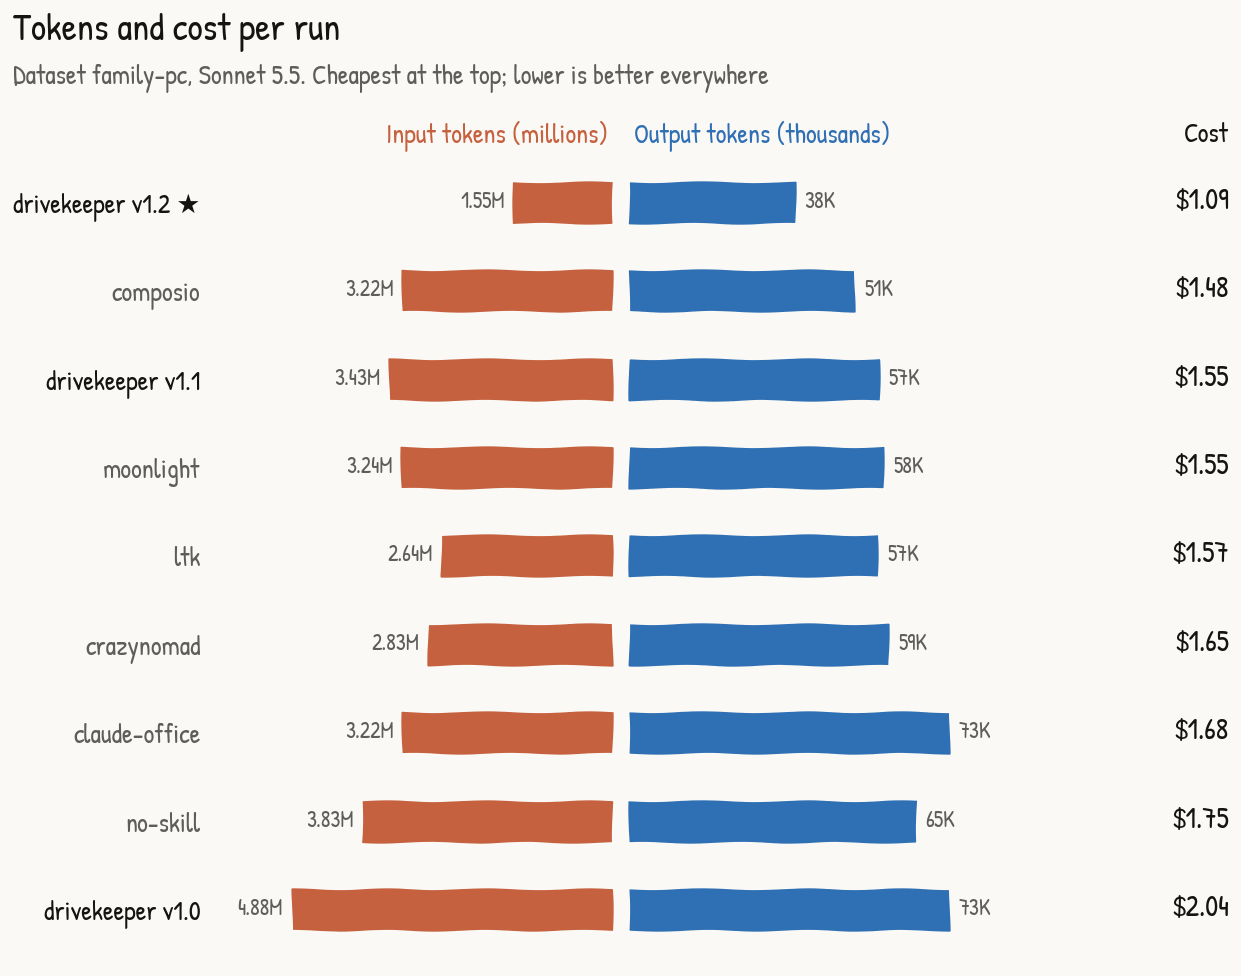 Tokens and cost per run
Dataset family-pc, Sonnet 5.5. Cheapest at the top; lower is better everywhere
Input tokens (millions) Output tokens (thousands) Cost
drivekeeper v1.2 ★ 1.55M 38K $1.09
composio 3.22M 51K $1.48
drivekeeper v1.1 3.43M 57K $1.55
moonlight 3.24M 58K $1.55
ltk 2.64M 57K $1.57
crazynomad 2.83M 59K $1.65
claude-office 3.22M 73K $1.68
no-skill 3.83M 65K $1.75
drivekeeper v1.0 4.88M 73K $2.04